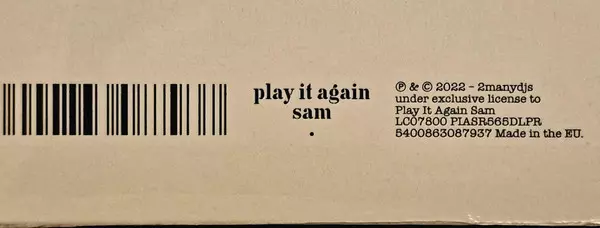 play it again
sam
.
℗ & © 2022 - 2manydjs
under exclusive license to
Play It Again Sam
LC07800 PIASR565DLPR
5400863087937 Made in the EU.